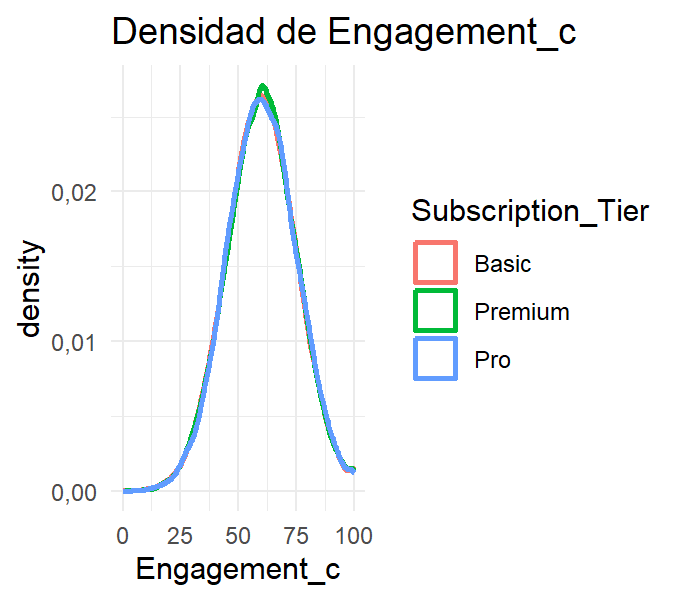 Densidad de Engagement_c
density
0,02
0,01
0,00
0 25 50 75 100
Engagement_c
Subscription_Tier
Basic
Premium
Pro